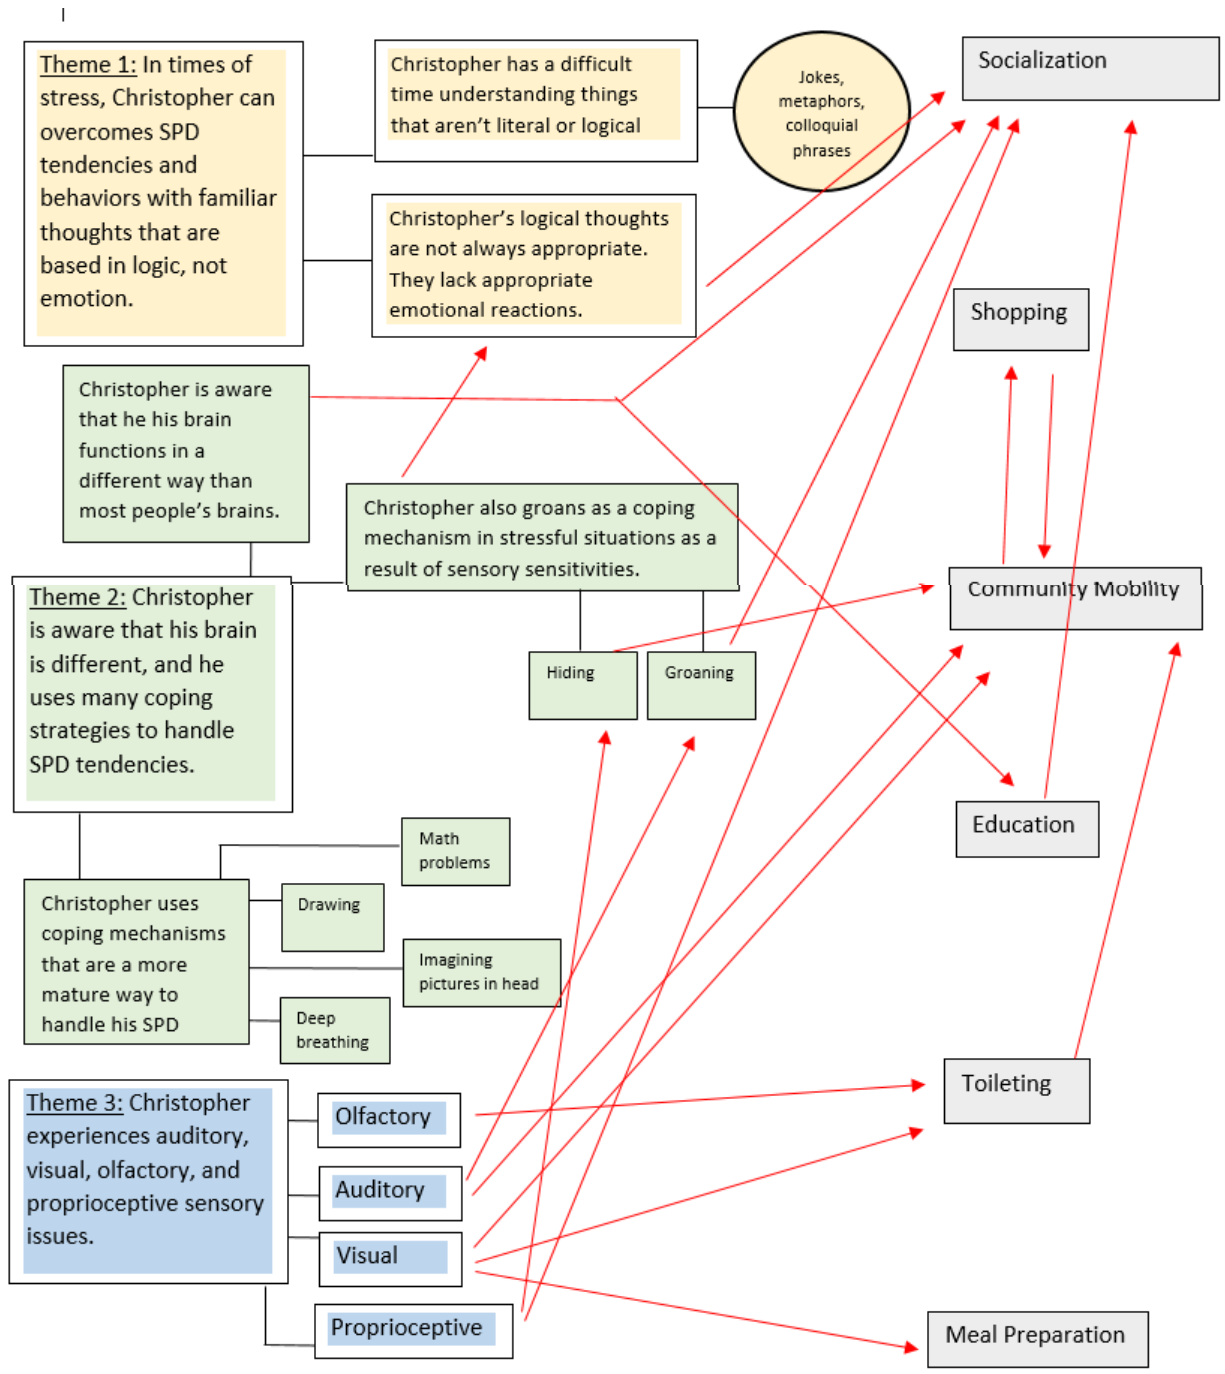 Theme 1: In times of
stress, Christopher can
overcomes SPD
tendencies and
behaviors with familiar
thoughts that are
based in logic, not
emotion.
Christopher has a difficult
time understanding things
that aren't literal or logical
Jokes,
metaphors,
colloquial
phrases
Christopher's logical thoughts
are not always appropriate.
They lack appropriate
emotional reactions.
Socialization
Shopping
Christopher is aware
that he his brain
functions in a
different way than
most people's brains.
Christopher also groans as a coping
mechanism in stressful situations as a
result of sensory sensitivities.
Community Mobility
Theme 2: Christopher
is aware that his brain
is different, and he
uses many coping
strategies to handle
SPD tendencies.
Hiding
Groaning
Education
Math
problems
Christopher uses
coping mechanisms
that are a more
mature way to
handle his SPD
Drawing
Imagining
pictures in head
Deep
breathing
Theme 3: Christopher
experiences auditory,
visual, olfactory, and
proprioceptive sensory
issues.
Olfactory
Auditory
Visual
Proprioceptive
Toileting
Meal Preparation